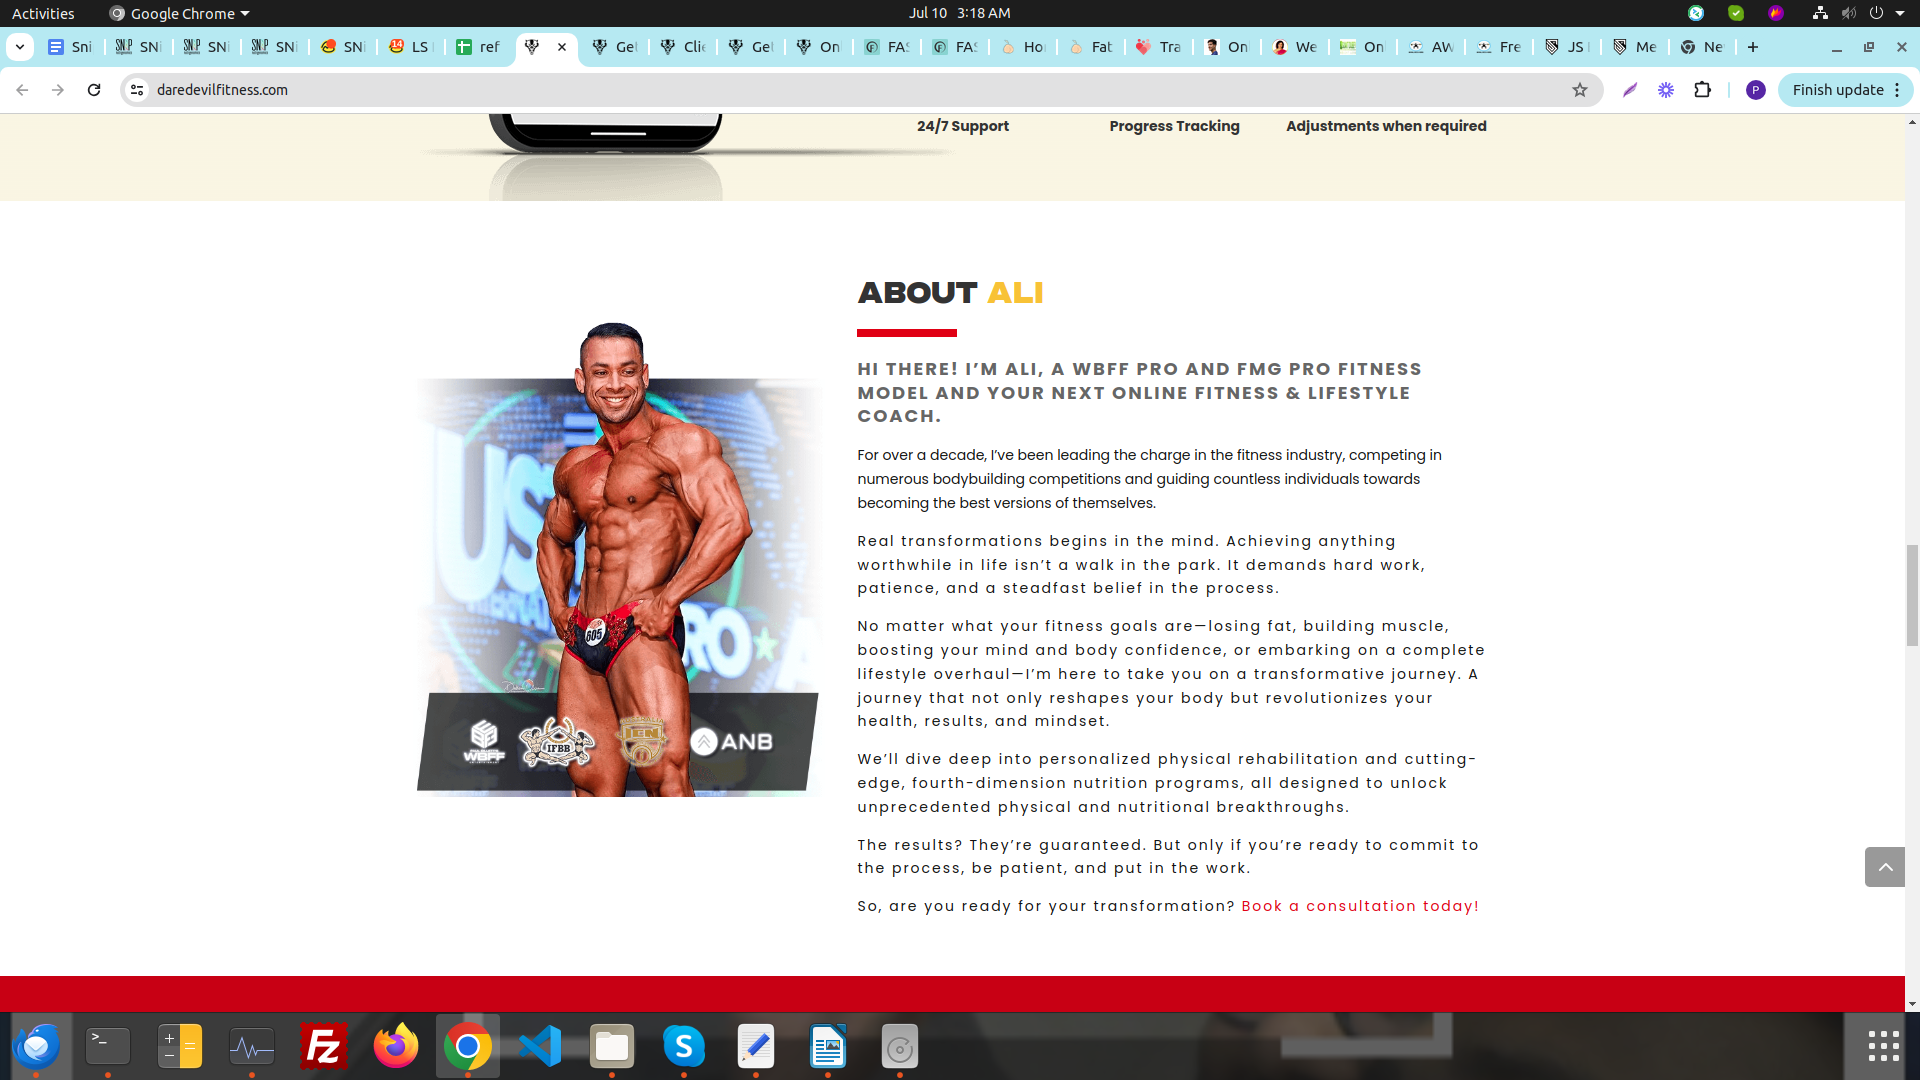 Activities
Google Chrome
Jul 10 3:18 AM
Sni
SNi
SNi
SNi
SNi
14
LS
ref
Get
Clie
Get
On
FAS
FAS
Ho
Fat
Tra
On
We
On
AW
Fre
JS
Me
Ne
daredevilfitness.com
P
Finish update
24/7 Support
Progress Tracking
Adjustments when required
ABOUT ALI
HI THERE! I’M ALI, A WBFF PRO AND FMG PRO FITNESS
MODEL AND YOUR NEXT ONLINE FITNESS & LIFESTYLE
COACH.
For over a decade, I’ve been leading the charge in the fitness industry, competing in
numerous bodybuilding competitions and guiding countless individuals towards
becoming the best versions of themselves.
Real transformations begins in the mind. Achieving anything
worthwhile in life isn’t a walk in the park. It demands hard work,
patience, and a steadfast belief in the process.
No matter what your fitness goals are—losing fat, building muscle,
boosting your mind and body confidence, or embarking on a complete
lifestyle overhaul—I’m here to take you on a transformative journey. A
journey that not only reshapes your body but revolutionizes your
health, results, and mindset.
We’ll dive deep into personalized physical rehabilitation and cutting-
edge, fourth-dimension nutrition programs, all designed to unlock
unprecedented physical and nutritional breakthroughs.
The results? They’re guaranteed. But only if you’re ready to commit to
the process, be patient, and put in the work.
So, are you ready for your transformation? Book a consultation today!
605
WBFF
IFBB
ICN
ANB